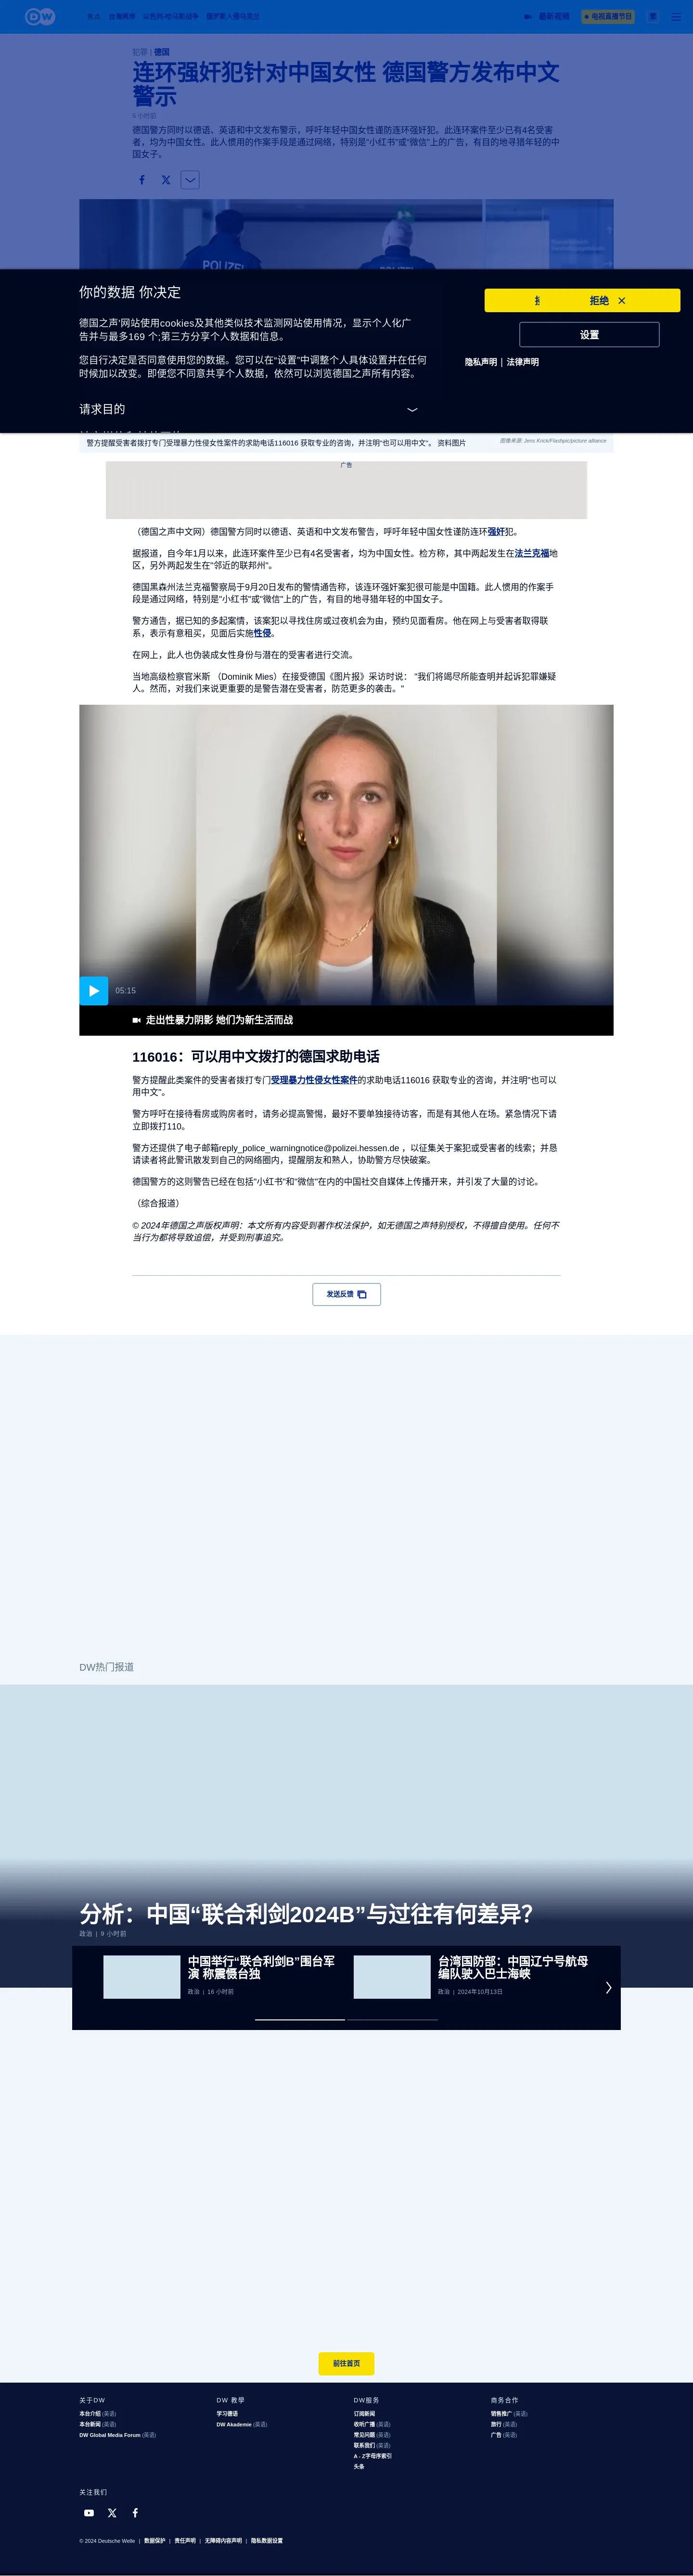 DW
焦点 台海两岸 以色列-哈马斯战争 俄罗斯入侵乌克兰
最新视频
电视直播节目
繁
犯罪 | 德国
连环强奸犯针对中国女性 德国警方发布中文
警示
9 小时前
德国警方同时以德语、英语和中文发布警示，呼吁年轻中国女性谨防连环强奸犯。此连环案件至少已有4名受害
者，均为中国女性。此人惯用的作案手段是通过网络，特别是“小红书”或“微信”上的广告，有目的地寻猎年轻的中
国女子。
POLIZEI
你的数据 你决定
德国之声'网站使用cookies及其他类似技术监测网站使用情况，显示个人化广
告并与最多169 个;第三方分享个人数据和信息。
您自行决定是否同意使用您的数据。您可以在“设置”中调整个人具体设置并在任何
时候加以改变。即便您不同意共享个人数据，依然可以浏览德国之声所有内容。
请求目的
拒绝
设置
隐私声明 | 法律声明
警方提醒受害者拨打专门受理暴力性侵女性案件的求助电话116016 获取专业的咨询，并注明“也可以用中文”。 资料图片
图像来源: Jens Krick/Flashpic/picture alliance
广告
（德国之声中文网）德国警方同时以德语、英语和中文发布警告，呼吁年轻中国女性谨防连环强奸犯。
据报道，自今年1月以来，此连环案件至少已有4名受害者，均为中国女性。检方称，其中两起发生在法兰克福地
区，另外两起发生在“邻近的联邦州”。
德国黑森州法兰克福警察局于9月20日发布的警情通告称，该连环强奸案犯很可能是中国籍。此人惯用的作案手
段是通过网络，特别是“小红书”或“微信”上的广告，有目的地寻猎年轻的中国女子。
警方通告，据已知的多起案情，该案犯以寻找住房或过夜机会为由，预约见面看房。他在网上与受害者取得联
系，表示有意租买，见面后实施性侵。
在网上，此人也伪装成女性身份与潜在的受害者进行交流。
当地高级检察官米斯 （Dominik Mies）在接受德国《图片报》采访时说： “我们将竭尽所能查明并起诉犯罪嫌疑
人。然而，对我们来说更重要的是警告潜在受害者，防范更多的袭击。”
05:15
走出性暴力阴影 她们为新生活而战
116016：可以用中文拨打的德国求助电话
警方提醒此类案件的受害者拨打专门受理暴力性侵女性案件的求助电话116016 获取专业的咨询，并注明“也可以
用中文”。
警方呼吁在接待看房或购房者时，请务必提高警惕，最好不要单独接待访客，而是有其他人在场。紧急情况下请
立即拨打110。
警方还提供了电子邮箱reply_police_warningnotice@polizei.hessen.de ，以征集关于案犯或受害者的线索；并恳
请读者将此警讯散发到自己的网络圈内，提醒朋友和熟人，协助警方尽快破案。
德国警方的这则警告已经在包括“小红书”和“微信”在内的中国社交自媒体上传播开来，并引发了大量的讨论。
（综合报道）
© 2024年德国之声版权声明：本文所有内容受到著作权法保护，如无德国之声特别授权，不得擅自使用。任何不
当行为都将导致追偿，并受到刑事追究。
发送反馈
DW热门报道
分析：中国“联合利剑2024B”与过往有何差异？
政治 | 9 小时前
中国举行“联合利剑B”围台军
演 称震慑台独
政治 | 16 小时前
台湾国防部：中国辽宁号航母
编队驶入巴士海峡
政治 | 2024年10月13日
前往首页
关于DW
本台介绍 (英语)
本台新闻 (英语)
DW Global Media Forum (英语)
DW 教學
学习德语
DW Akademie (英语)
DW服务
订阅新闻
收听广播 (英语)
常见问题 (英语)
联系我们 (英语)
A - Z字母序索引
头条
商务合作
销售推广 (英语)
旅行 (英语)
广告 (英语)
关注我们
© 2024 Deutsche Welle | 数据保护 | 责任声明 | 无障碍内容声明 | 隐私数据设置